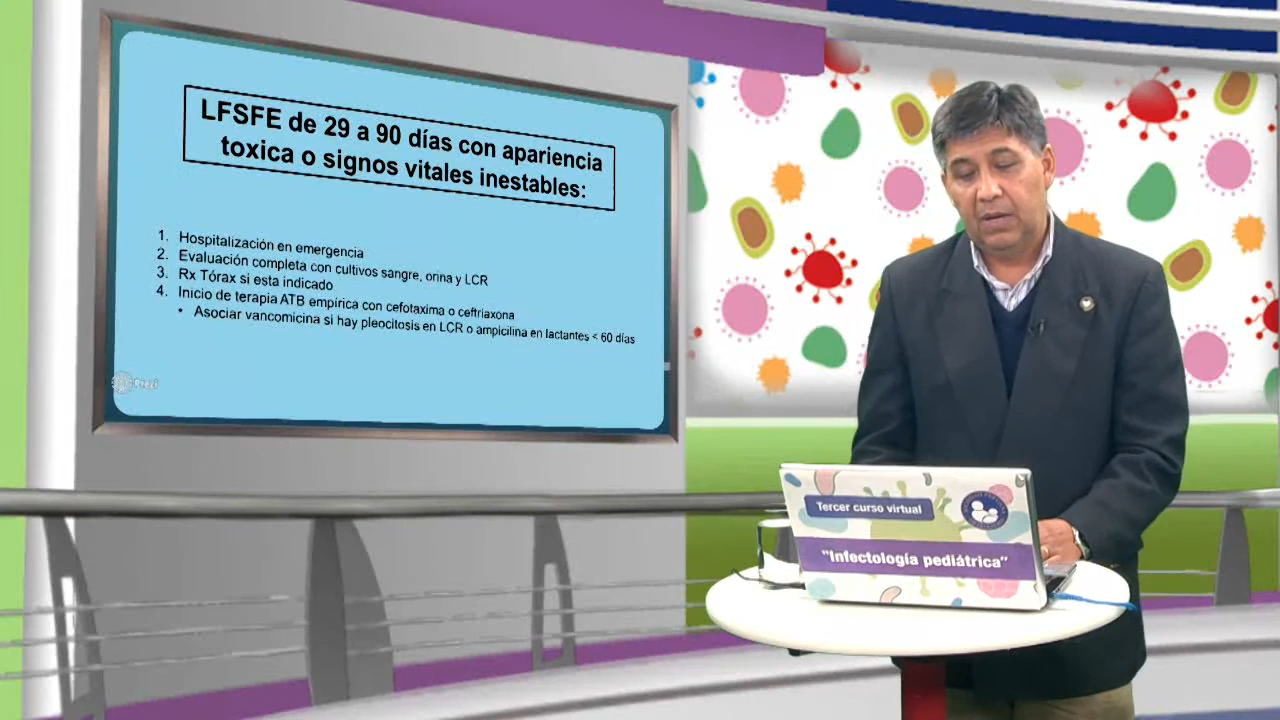 LFSFE de 29 a 90 días con apariencia
toxica o signos vitales inestables:
1. Hospitalización en emergencia
2. Evaluación completa con cultivos sangre, orina y LCR
3. Rx Tórax si está indicado
4. Inicio de terapia ATB empírica con cefotaxima o ceftriaxona
• Asociar vancomicina si hay pleocitosis en LCR o ampicilina en lactantes < 60 días
Prezi
Tercer curso virtual
"Infectología pediátrica"